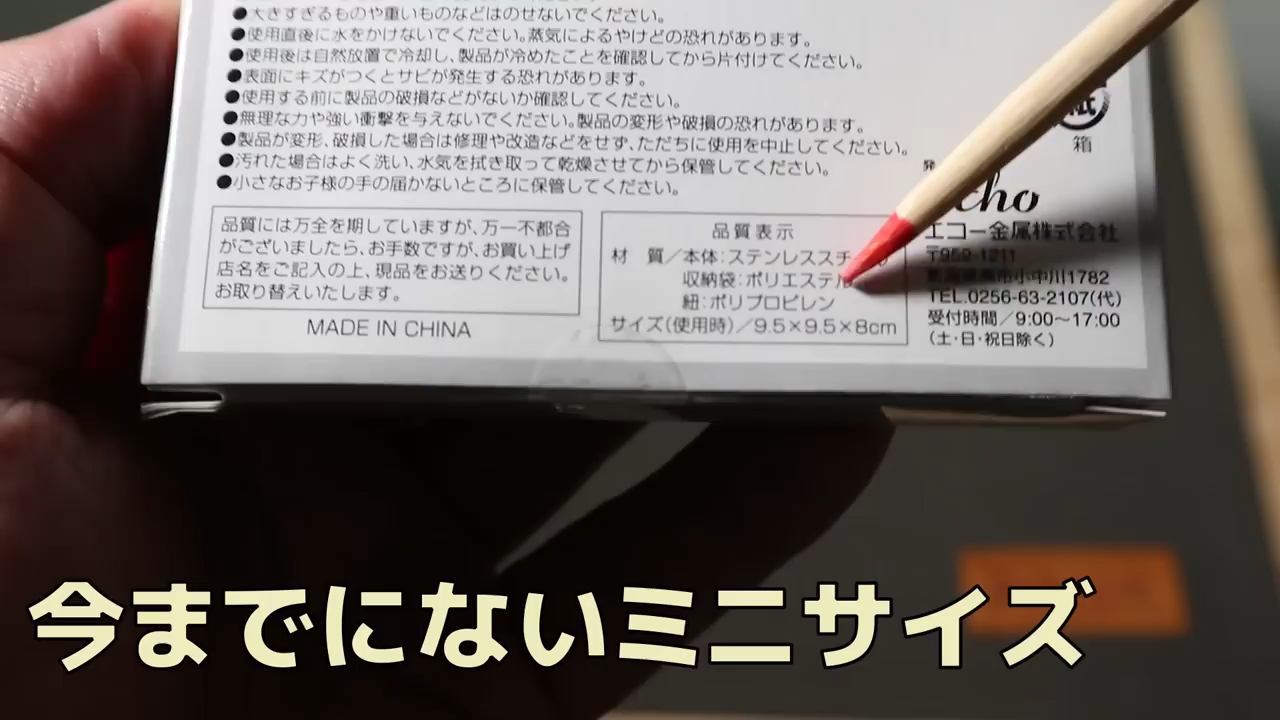 ●大きすぎるものや重いものなどはのせないでください。
●使用直後に水をかけないでください。蒸気によるやけどの恐れがあります。
●使用後は自然放置で冷却し、製品が冷めたことを確認してから片付けてください。
●表面にキズがつくとサビが発生する恐れがあります。
●使用する前に製品の破損などがないか確認してください。
●無理な力や強い衝撃を与えないでください。製品の変形や破損の恐れがあります。
●製品が変形、破損した場合は修理や改造などをせず、ただちに使用を中止してください。
●汚れた場合はよく洗い、水気を拭き取って乾燥させてから保管してください。
●小さなお子様の手の届かないところに保管してください。
品質には万全を期していますが、万一不都合
がございましたら、お手数ですが、お買い上げ
店名をご記入の上、現品をお送りください。
お取り替えいたします。
MADE IN CHINA
品質表示
材 質／本体：ステンレススチ
収納袋：ポリエステル
紐：ポリプロピレン
サイズ(使用時)／9.5×9.5×8cm
紙
箱
発
cho
エコー金属株式会社
〒959-1211
小中川1782
TEL.0256-63-2107(代)
受付時間／9:00〜17:00
(土・日・祝日除く)
今までにないミニサイズ